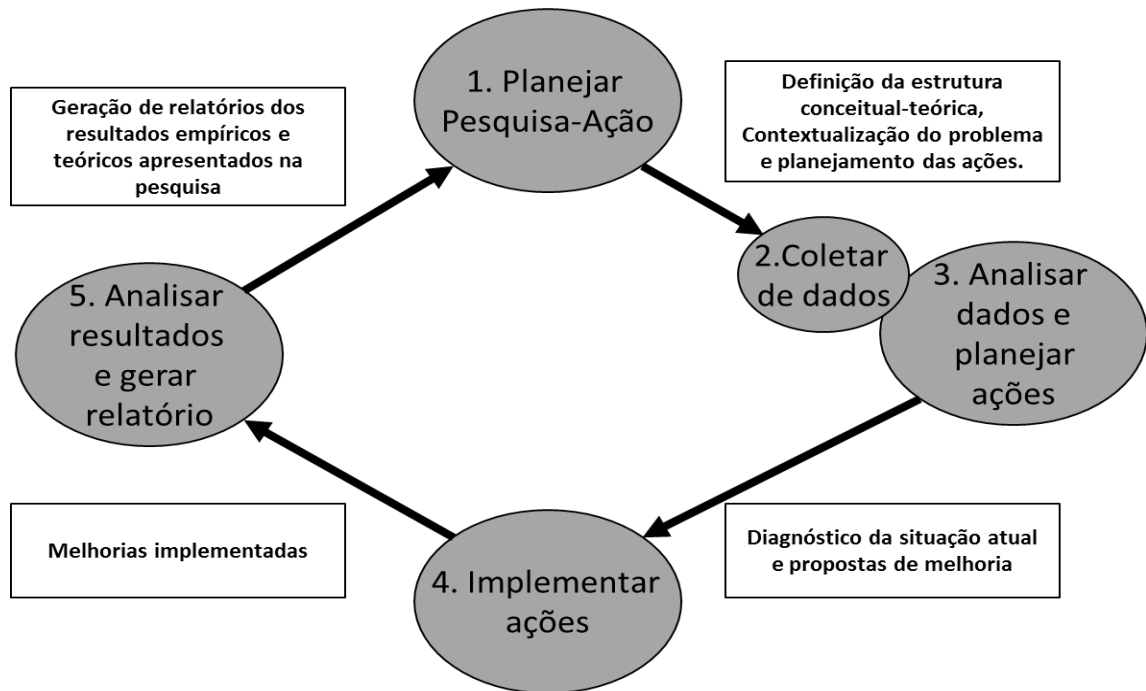 1. Planejar
Pesquisa-Ação
Definição da estrutura
conceitual-teórica,
Contextualização do problema
e planejamento das ações.
2.Coletar
de dados
3. Analisar
dados e
planejar
ações
Diagnóstico da situação atual
e propostas de melhoria
4. Implementar
ações
Melhorias implementadas
5. Analisar
resultados
e gerar
relatório
Geração de relatórios dos
resultados empíricos e
teóricos apresentados na
pesquisa